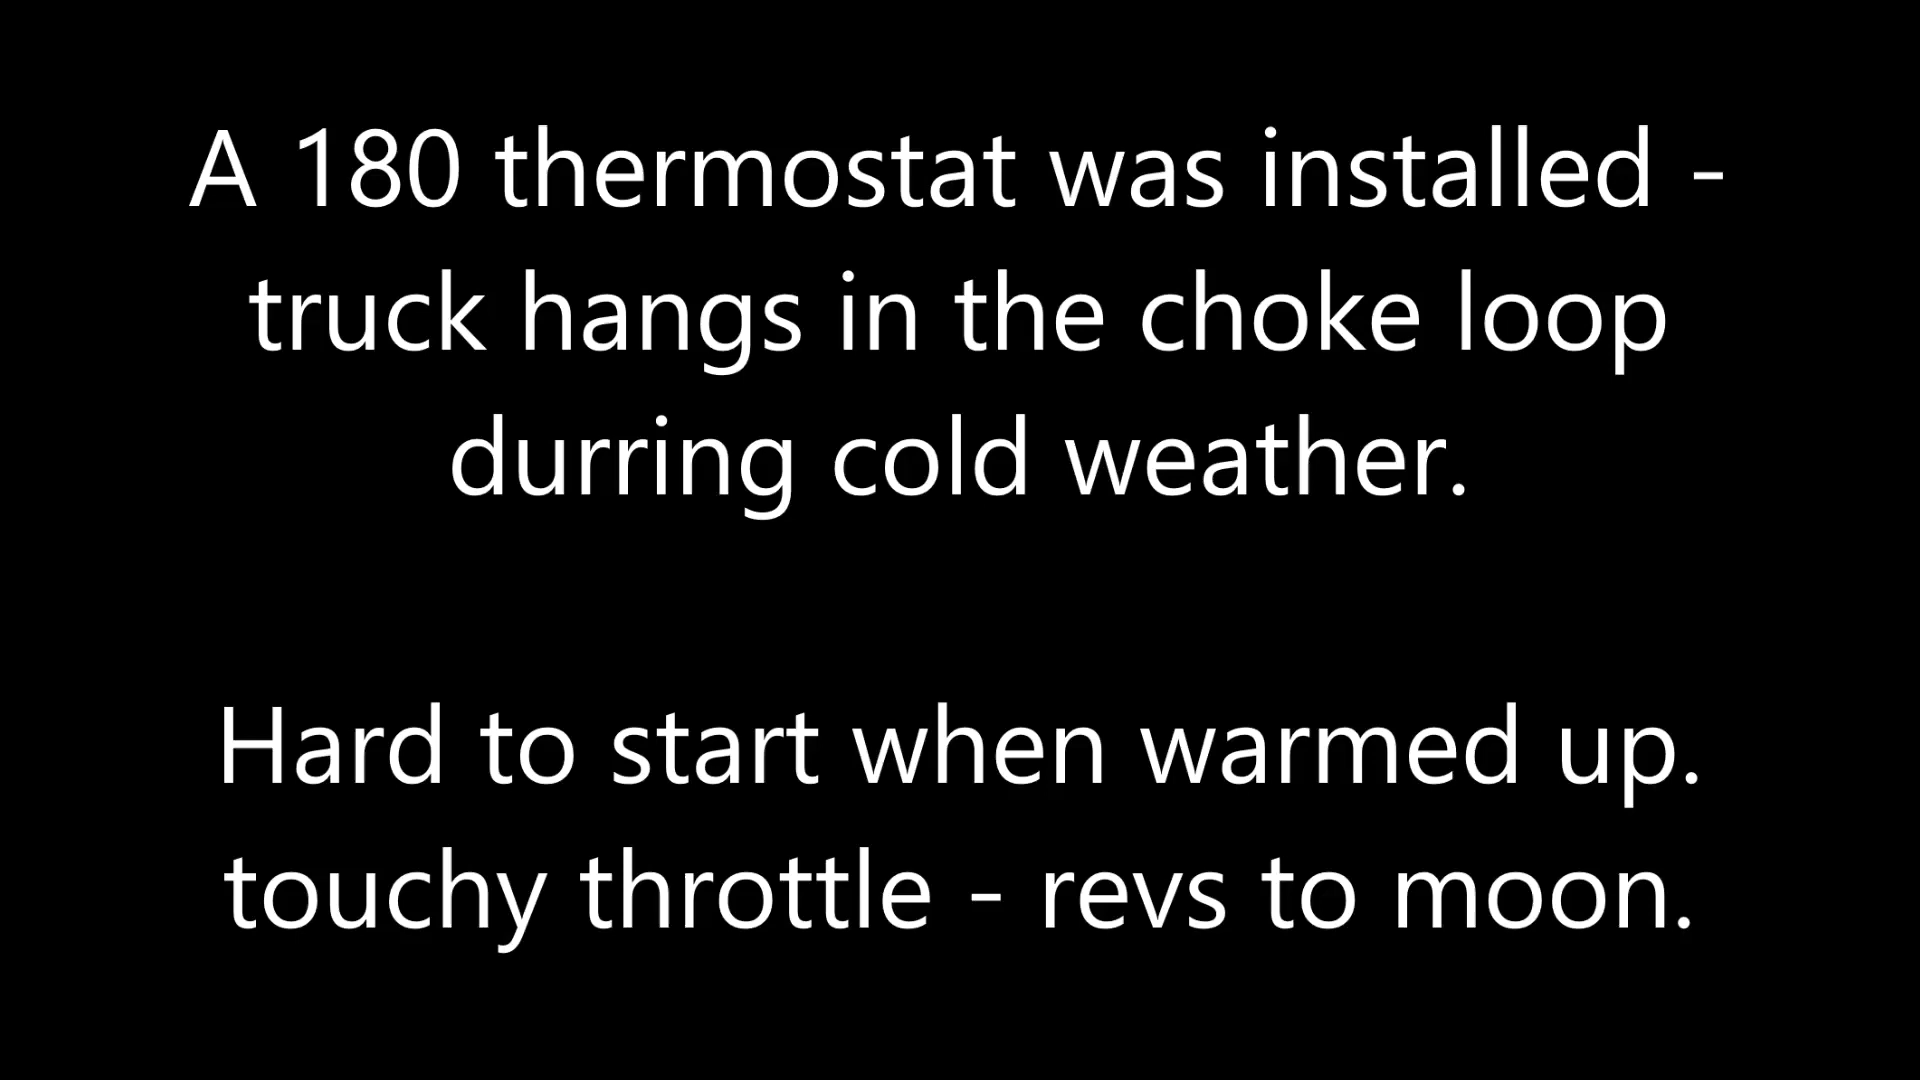 A 180 thermostat was installed -
truck hangs in the choke loop
durring cold weather.
Hard to start when warmed up.
touchy throttle - revs to moon.